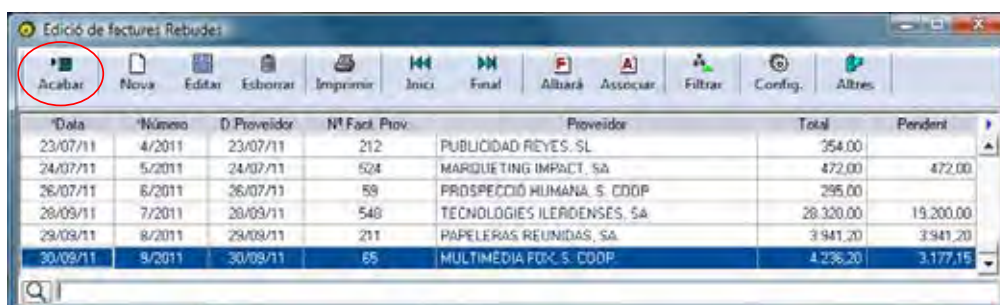 Edició de factures Rebudes
Acabar Nova Editar Esborrar Imprimir Inici Final Albará Associar Filtrar Config. Altres
*Data *Número D.Proveïdor Nº Fact. Prov. Proveïdor Total Pendent
23/07/11 4/2011 23/07/11 212 PUBLICIDAD REYES, SL 354,00
24/07/11 5/2011 24/07/11 524 MARQUETING IMPACT, SA 472,00 472,00
26/07/11 6/2011 26/07/11 59 PROSPECCIÓ HUMANA, S. COOP 295,00
28/09/11 7/2011 28/09/11 548 TECNOLOGIES ILERDENSES, SA 28.320,00 19.200,00
29/09/11 8/2011 29/09/11 211 PAPELERAS REUNIDAS, SA 3.941,20 3.941,20
30/09/11 9/2011 30/09/11 65 MULTIMÈDIA FOX, S. COOP. 4.236,20 3.177,15